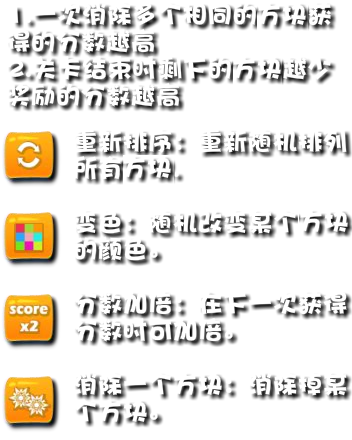 1.一次消除多个相同的方块获
得的分数越高
2.关卡结束时剩下的方块越少
奖励的分数越高
重新排序：重新随机排列
所有方块.
变色：随机改变某个方块
的颜色。
score
x2
分数加倍：在下一次获得
分数时可加倍。
消除一个方块：消除掉某
个方块。